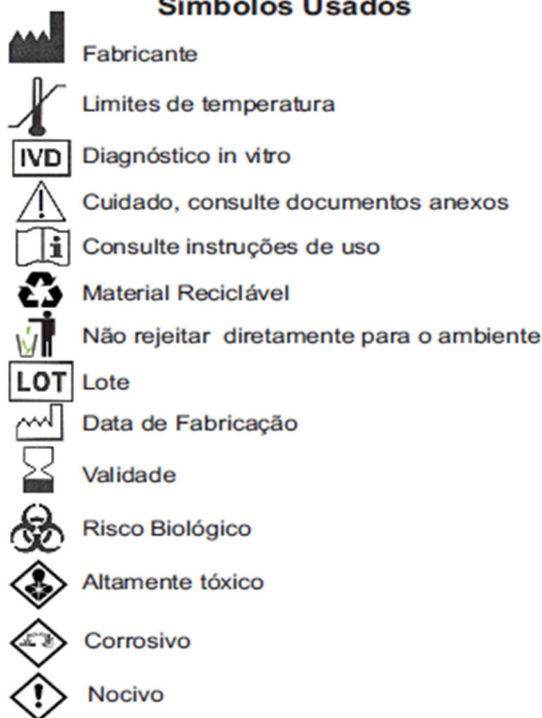 Símbolos Usados
Fabricante
Limites de temperatura
IVD Diagnóstico in vitro
Cuidado, consulte documentos anexos
Consulte instruções de uso
Material Reciclável
Não rejeitar diretamente para o ambiente
LOT Lote
Data de Fabricação
Validade
Risco Biológico
Altamente tóxico
Corrosivo
Nocivo